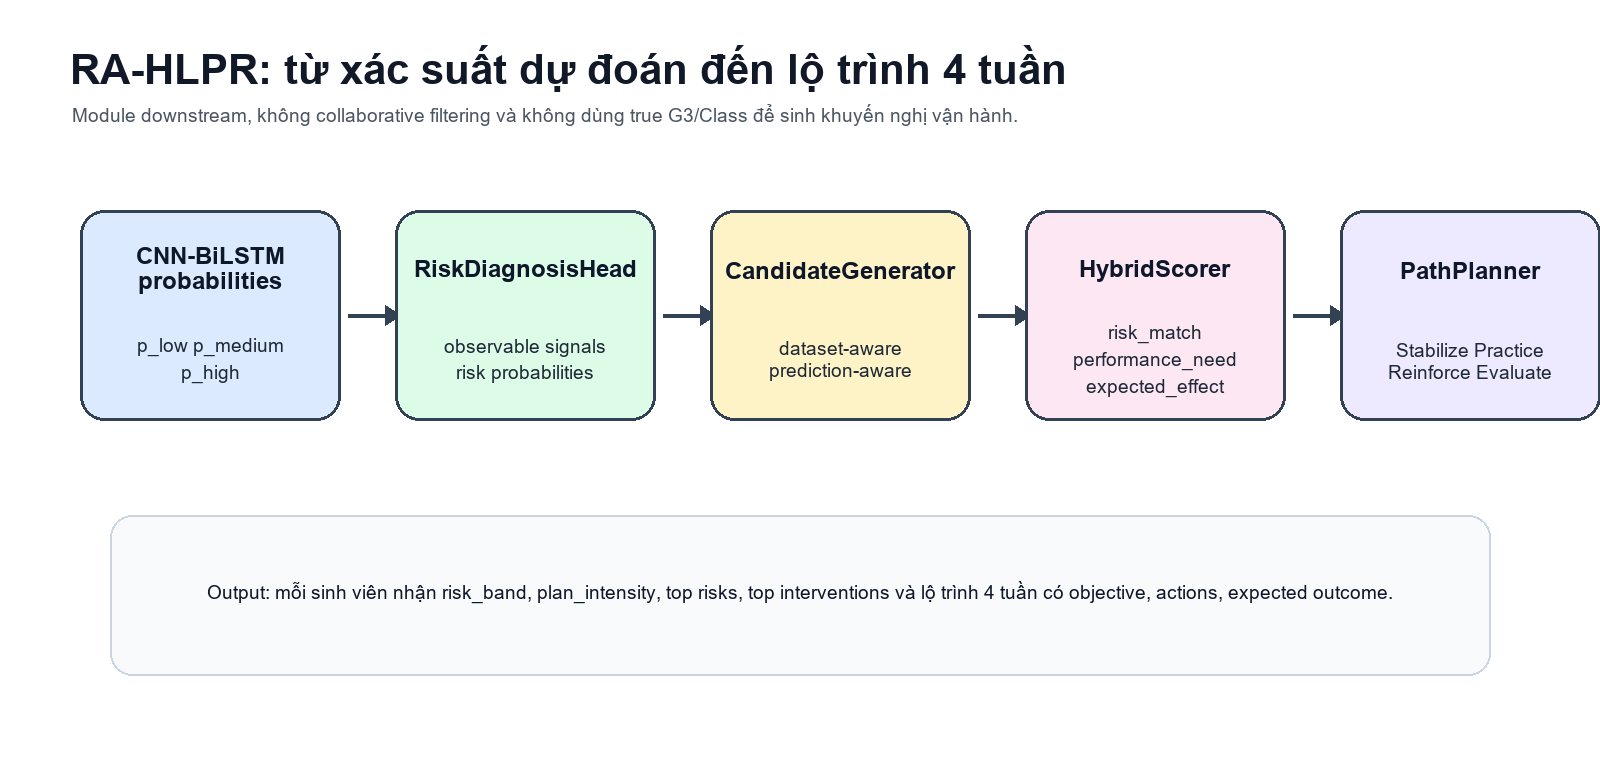 RA-HLPR: từ xác suất dự đoán đến lộ trình 4 tuần
Module downstream, không collaborative filtering và không dùng true G3/Class để sinh khuyến nghị vận hành.
CNN-BiLSTM
probabilities
p_low p_medium
p_high
RiskDiagnosisHead
observable signals
risk probabilities
CandidateGenerator
dataset-aware
prediction-aware
HybridScorer
risk_match
performance_need
expected_effect
PathPlanner
Stabilize Practice
Reinforce Evaluate
Output: mỗi sinh viên nhận risk_band, plan_intensity, top risks, top interventions và lộ trình 4 tuần có objective, actions, expected outcome.